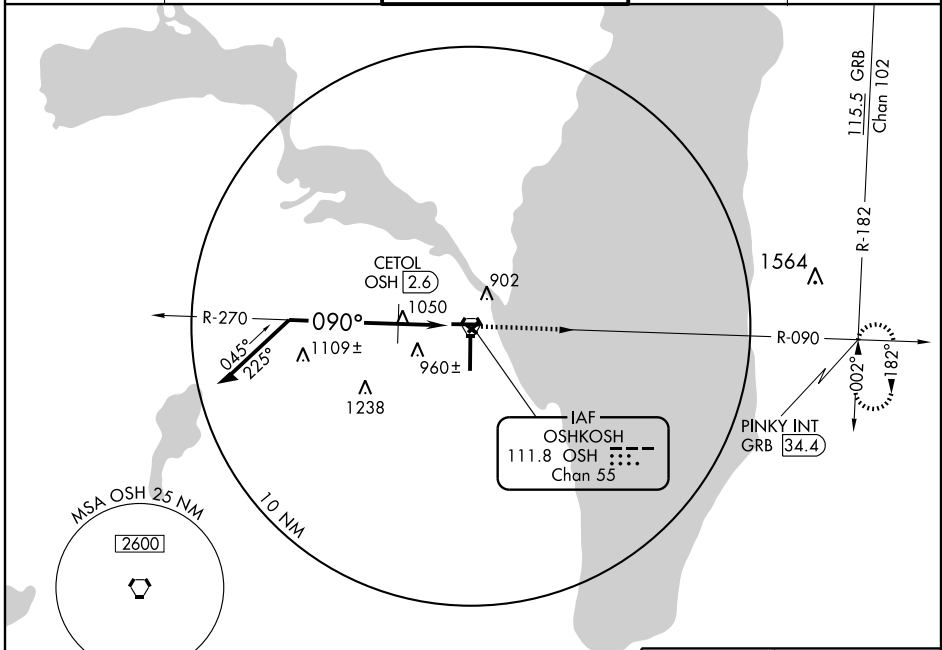 115.5 GRB
Chan 102
R-182
1564
CETOL
OSH 2.6
902
1050
R-270
090°
045°
225°
1109±
960±
1238
R-090
002°
182°
IAF
OSHKOSH
111.8 OSH
Chan 55
PINKY INT
GRB 34.4
10 NM
MSA OSH 25 NM
2600